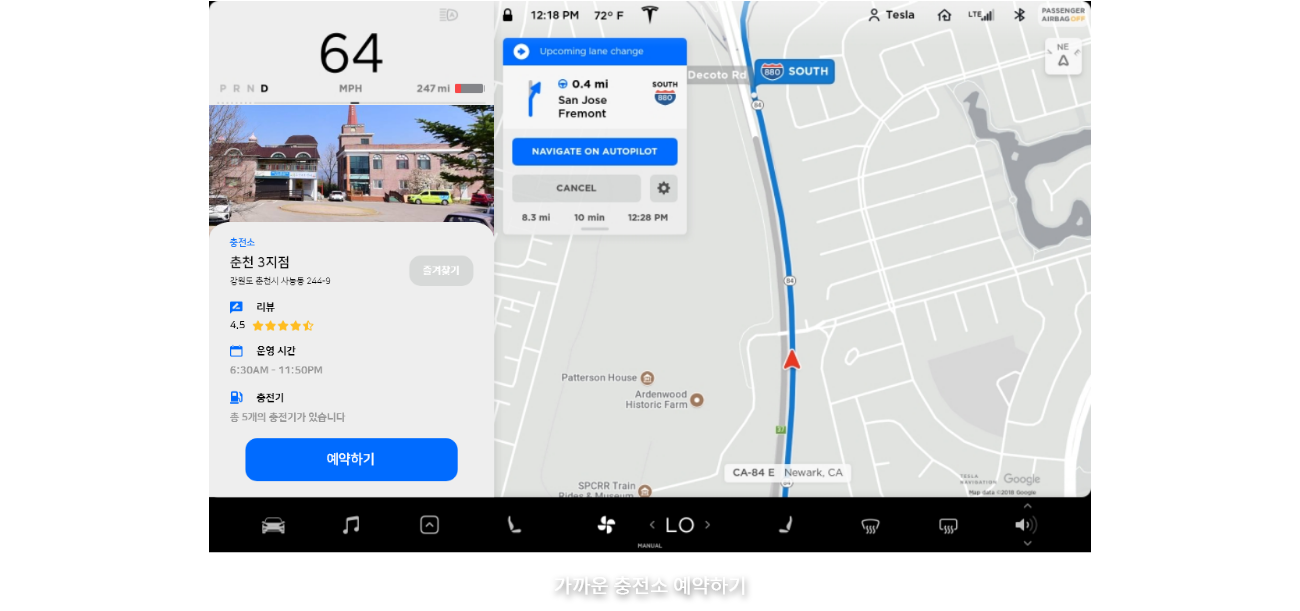 64
P R N D
MPH
247 mi
충전소
춘천 3지점
강원도 춘천시 사농동 244-9
즐겨찾기
리뷰
4.5
운영 시간
6:30AM - 11:50PM
충전기
총 5개의 충전기가 있습니다
예약하기
12:18 PM 72° F
Tesla
LTE
PASSENGER
AIRBAG OFF
Upcoming lane change
0.4 mi
San Jose
Fremont
SOUTH
880
NAVIGATE ON AUTOPILOT
CANCEL
8.3 mi 10 min 12:28 PM
Decoto Rd
880 SOUTH
NE
84
84
Patterson House
Ardenwood
Historic Farm
37
CA-84 E Newark, CA
84
SPCRR Train
Rides & Museum
TESLA
NAVIGATION
Google
Map data ©2018 Google
< LO >
MANUAL
가까운 충전소 예약하기